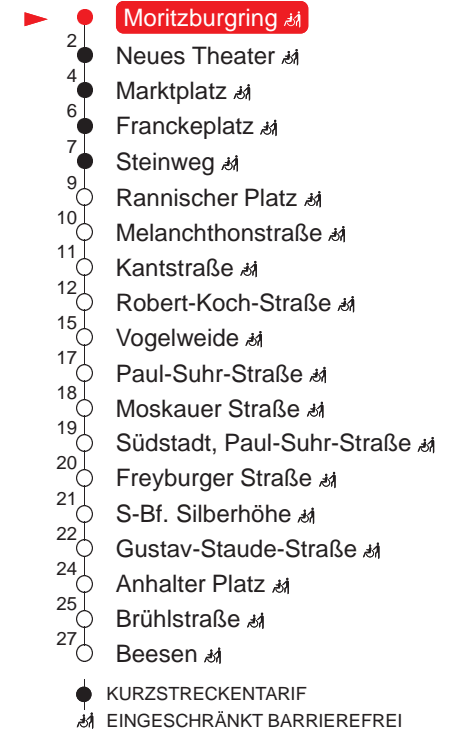 Moritzburgring
2 Neues Theater
4 Marktplatz
6 Franckeplatz
7 Steinweg
9 Rannischer Platz
10 Melanchthonstraße
11 Kantstraße
12 Robert-Koch-Straße
15 Vogelweide
17 Paul-Suhr-Straße
18 Moskauer Straße
19 Südstadt, Paul-Suhr-Straße
20 Freyburger Straße
21 S-Bf. Silberhöhe
22 Gustav-Staude-Straße
24 Anhalter Platz
25 Brühlstraße
27 Beesen
KURZSTRECKENTARIF
EINGESCHRÄNKT BARRIEREFREI